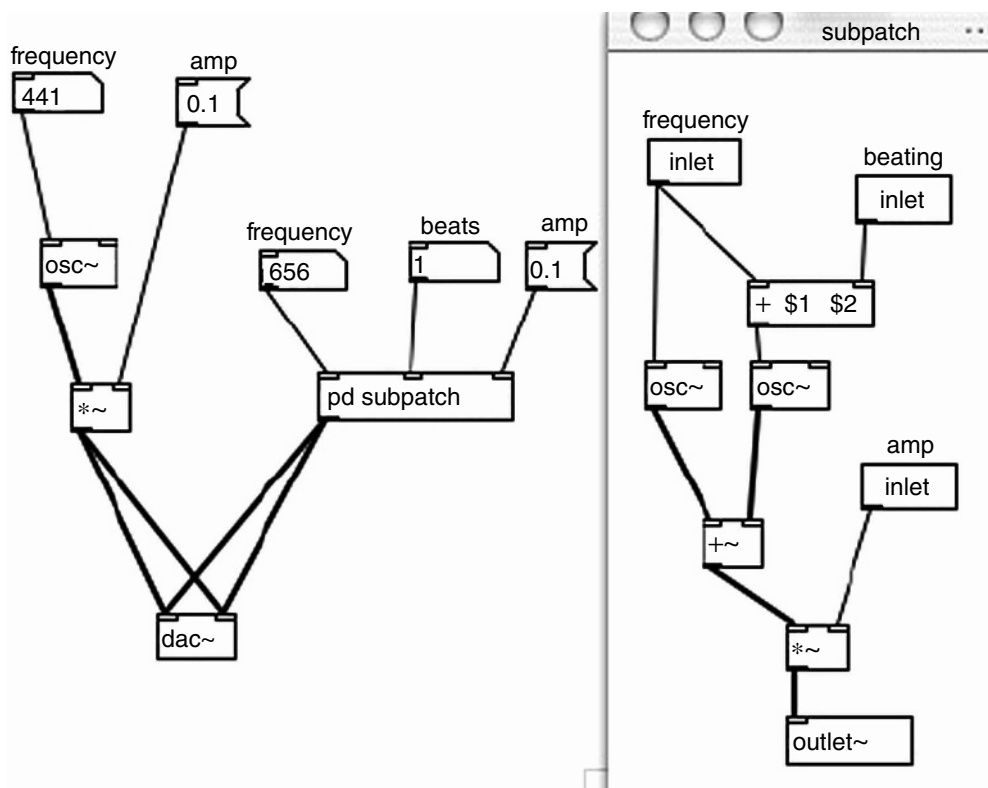 frequency
441
amp
0.1
osc~
*~
frequency
656
beats
1
amp
0.1
pd subpatch
dac~
subpatch
frequency
inlet
beating
inlet
+ $1 $2
osc~
osc~
amp
inlet
+~
*~
outlet~